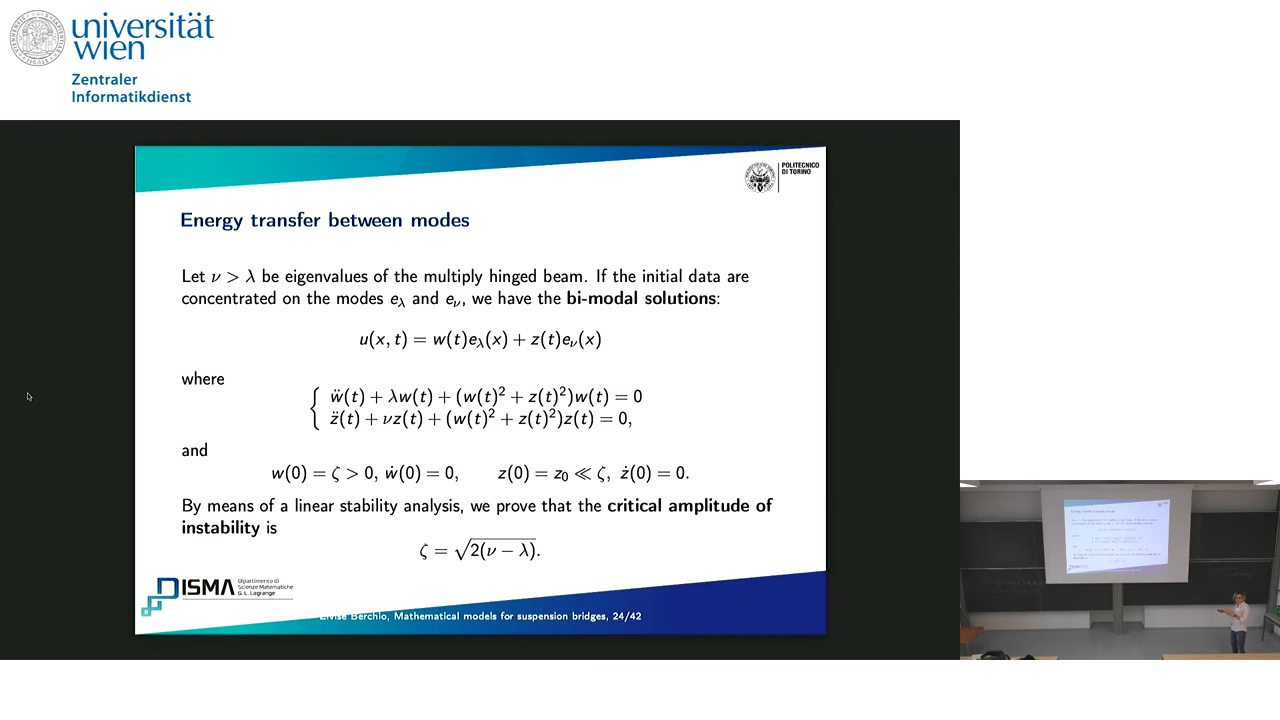 universität
wien
Zentraler
Informatikdienst
POLITECNICO
DI TORINO
Energy transfer between modes
Let ν > λ be eigenvalues of the multiply hinged beam. If the initial data are
concentrated on the modes e_λ and e_ν, we have the bi-modal solutions:
u(x, t) = w(t)e_λ(x) + z(t)e_ν(x)
where
ẅ(t) + λw(t) + (w(t)² + z(t)²)w(t) = 0
z̈(t) + νz(t) + (w(t)² + z(t)²)z(t) = 0,
and
w(0) = ζ > 0, ẇ(0) = 0, z(0) = z₀ ≪ ζ, ż(0) = 0.
By means of a linear stability analysis, we prove that the critical amplitude of
instability is
ζ = √2(ν − λ).
DISMA
Dipartimento di
Scienze Matematiche
G. L. Lagrange
Elvise Berchio, Mathematical models for suspension bridges, 24/42